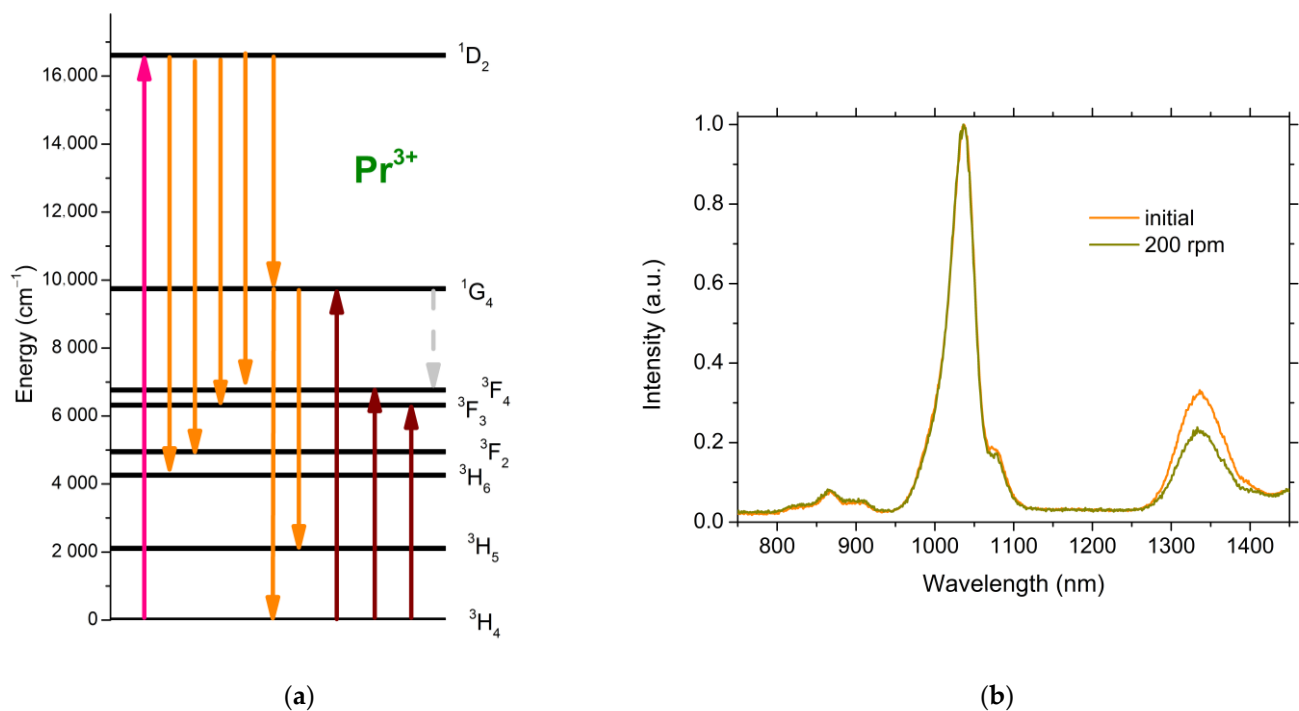 16.000
14.000
12.000
10.000
8 000
6 000
4 000
2 000
0
Energy (cm⁻¹)
Pr³⁺
¹D₂
¹G₄
³F₄
³F₃
³F₂
³H₆
³H₅
³H₄
(a)
1.0
0.8
0.6
0.4
0.2
0.0
Intensity (a.u.)
initial
200 rpm
800 900 1000 1100 1200 1300 1400
Wavelength (nm)
(b)